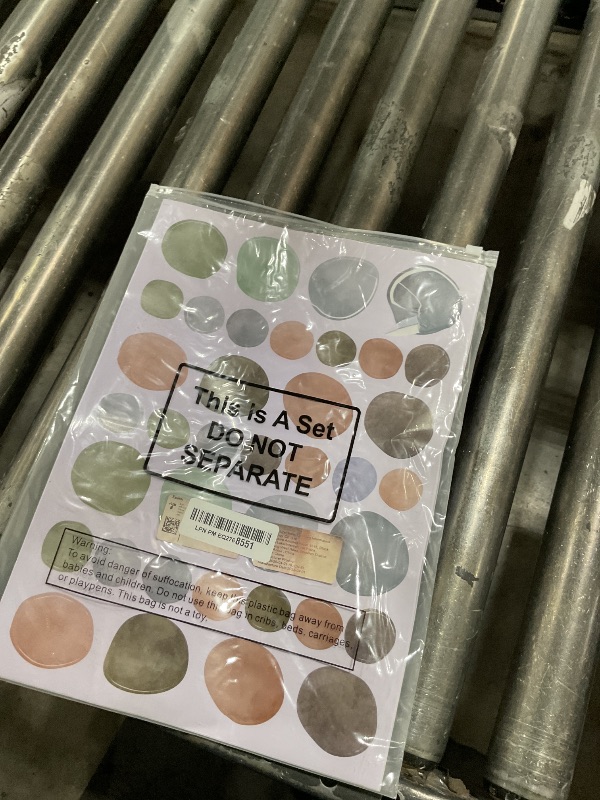 This is A Set
DO NOT
SEPARATE
Warning:
To avoid danger of suffocation, keep this plastic bag away from
babies and children. Do not use this bag in cribs, beds, carriages,
or playpens. This bag is not a toy.